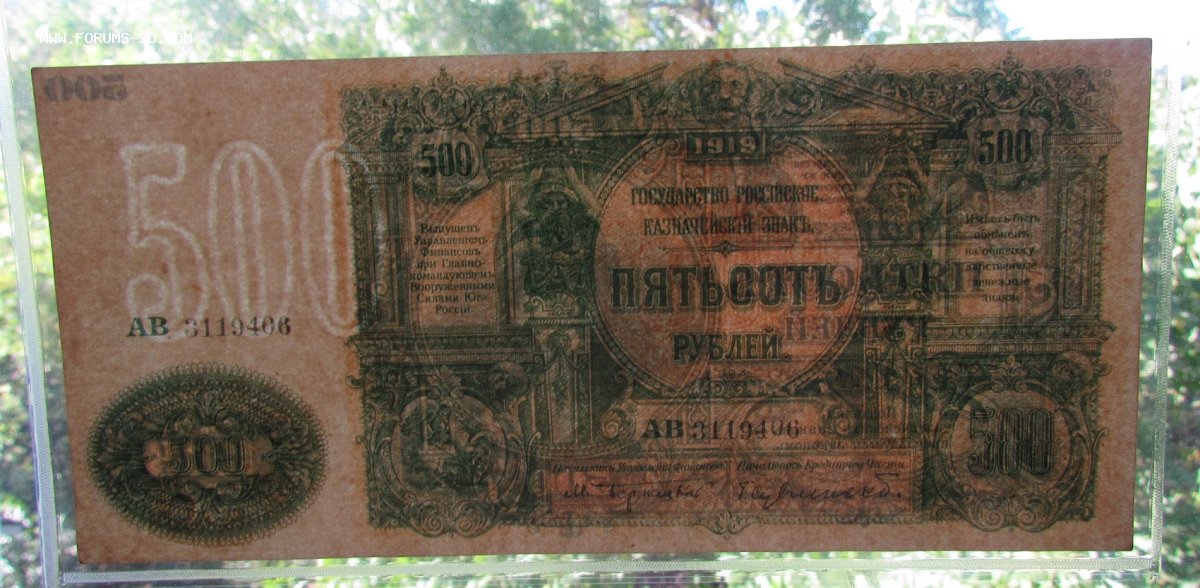 WWW.FORUMS-SU.COM
500
500
500
1919
500
ГОСУДАРСТВО РОССІЙСКОЕ
КАЗНАЧЕЙСКІЙ ЗНАКЪ.
ПЯТЬСОТЪ
РУБЛЕЙ.
Выпущенъ
Управленіемъ
Финансовъ
при Главно-
командующемъ
Вооруженными
Силами Юга
Россіи.
Имѣетъ быть
обмѣненъ
на общегосу-
дарственные
денежные
знаки.
АВ 3119406
АВ 3119406
500
500
Начальникъ Управленія Финансовъ
Начальникъ Кредитной Части